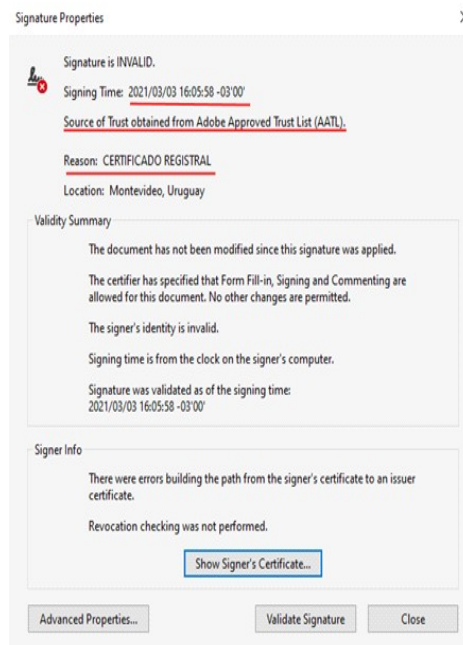 Signature Properties
Signature is INVALID.
Signing Time: 2021/03/03 16:05:58 -03'00'
Source of Trust obtained from Adobe Approved Trust List (AATL).
Reason: CERTIFICADO REGISTRAL
Location: Montevideo, Uruguay
Validity Summary
The document has not been modified since this signature was applied.
The certifier has specified that Form Fill-in, Signing and Commenting are
allowed for this document. No other changes are permitted.
The signer's identity is invalid.
Signing time is from the clock on the signer's computer.
Signature was validated as of the signing time:
2021/03/03 16:05:58 -03'00'
Signer Info
There were errors building the path from the signer's certificate to an issuer
certificate.
Revocation checking was not performed.
Show Signer's Certificate...
Advanced Properties...
Validate Signature
Close